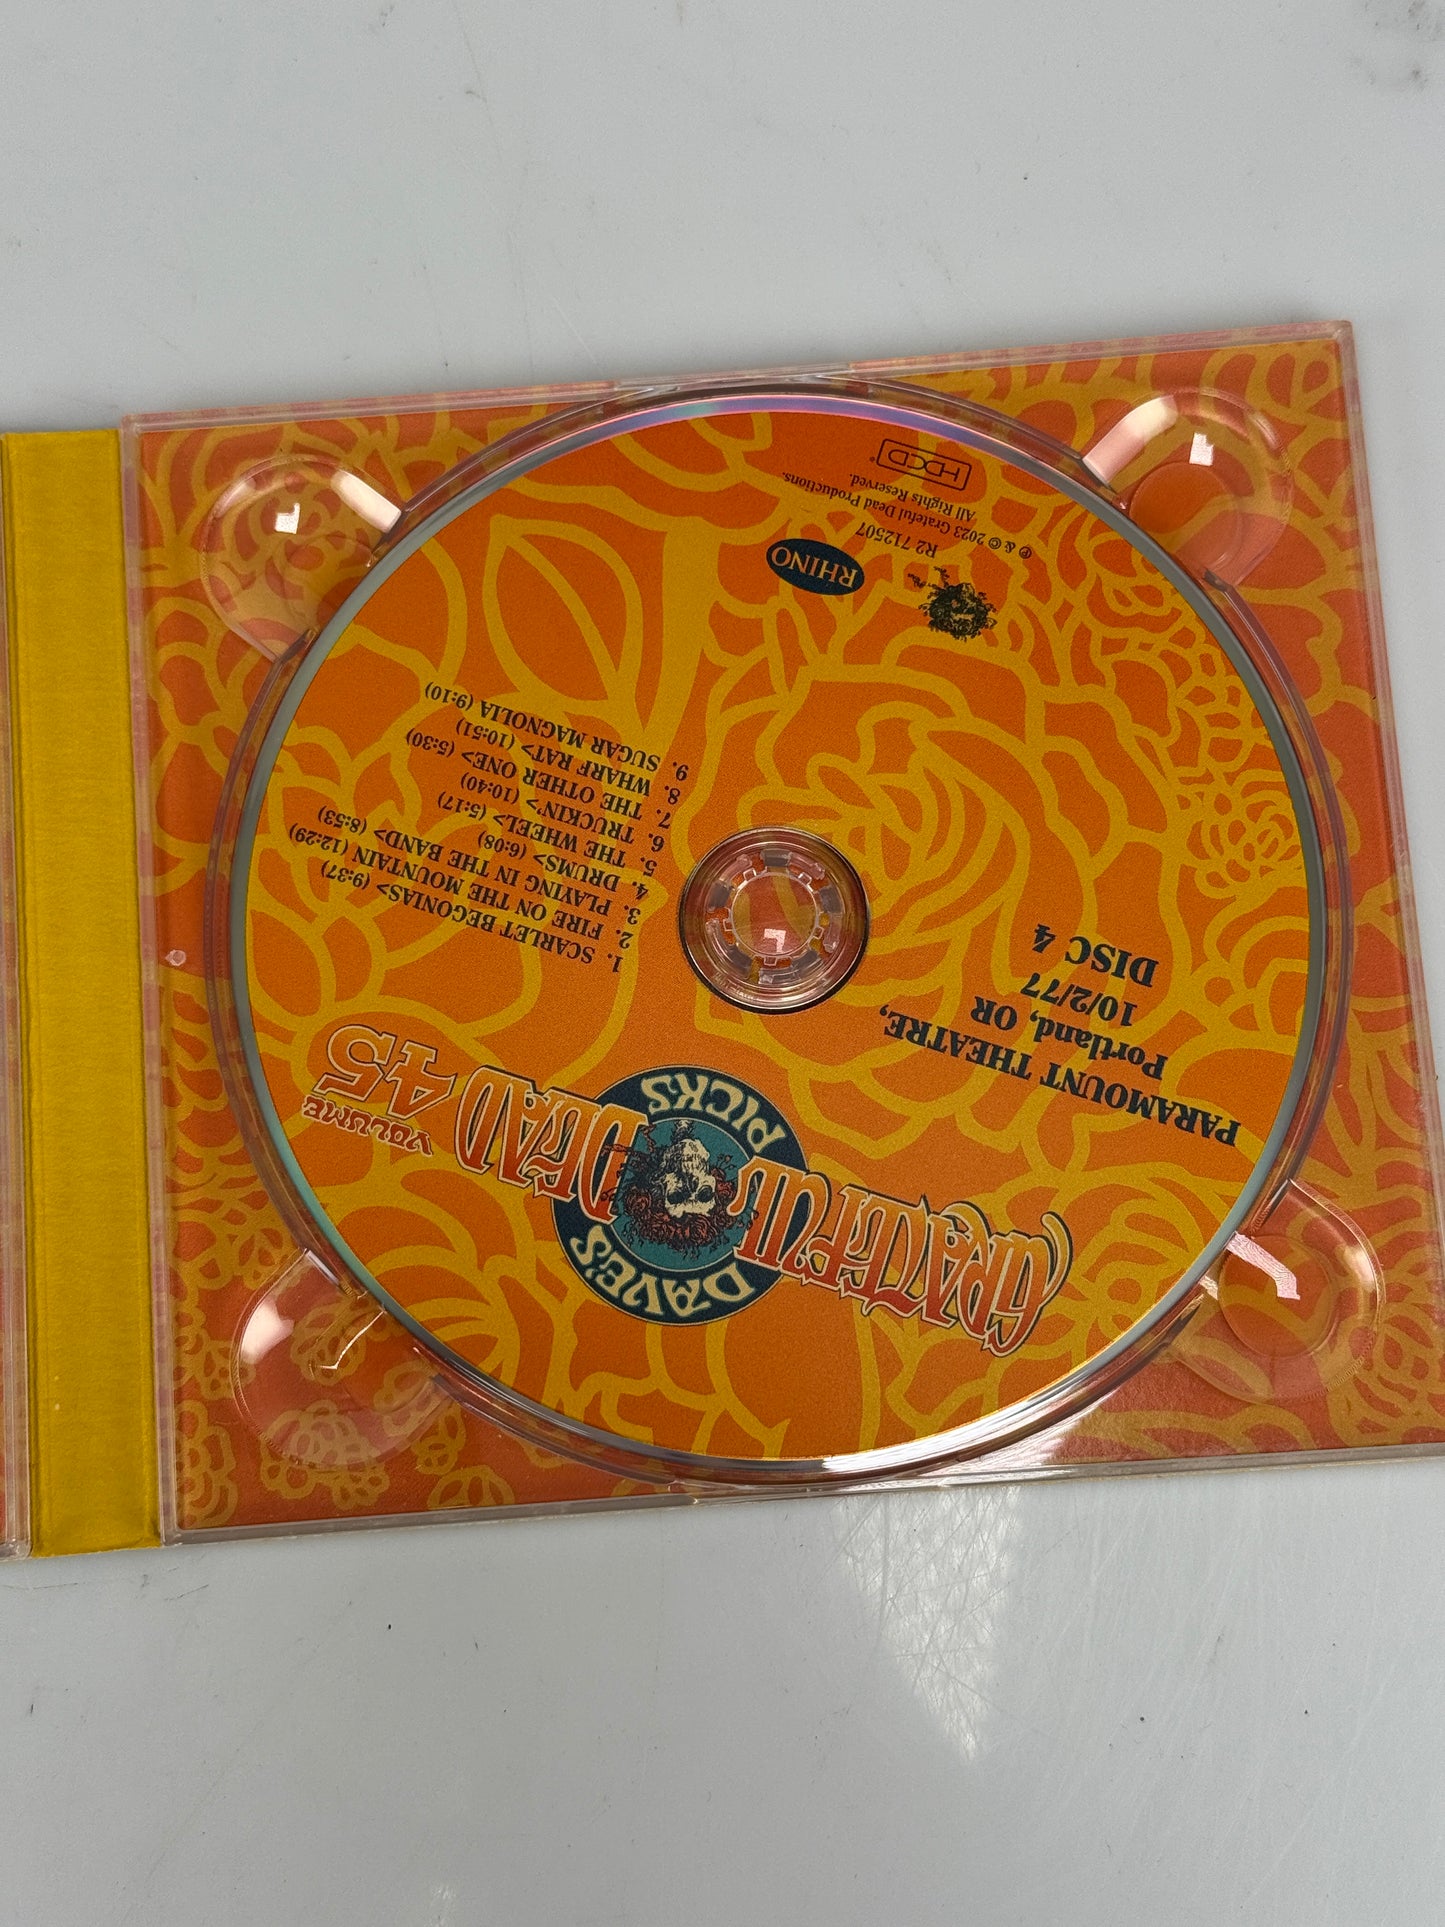 DAVE'S
PICKS
GRATEFUL DEAD
VOLUME
45
PARAMOUNT THEATRE,
Portland, OR
10/2/77
DISC 4
1. SCARLET BEGONIAS> (9:37)
2. FIRE ON THE MOUNTAIN (12:29)
3. PLAYING IN THE BAND> (8:53)
4. DRUMS> (6:08)
5. THE WHEEL> (5:17)
6. TRUCKIN'> (10:40)
7. THE OTHER ONE> (5:30)
8. WHARF RAT> (10:51)
9. SUGAR MAGNOLIA (9:10)
RHINO
R2 712507
℗ & © 2023 Grateful Dead Productions.
All Rights Reserved.
HDCD®